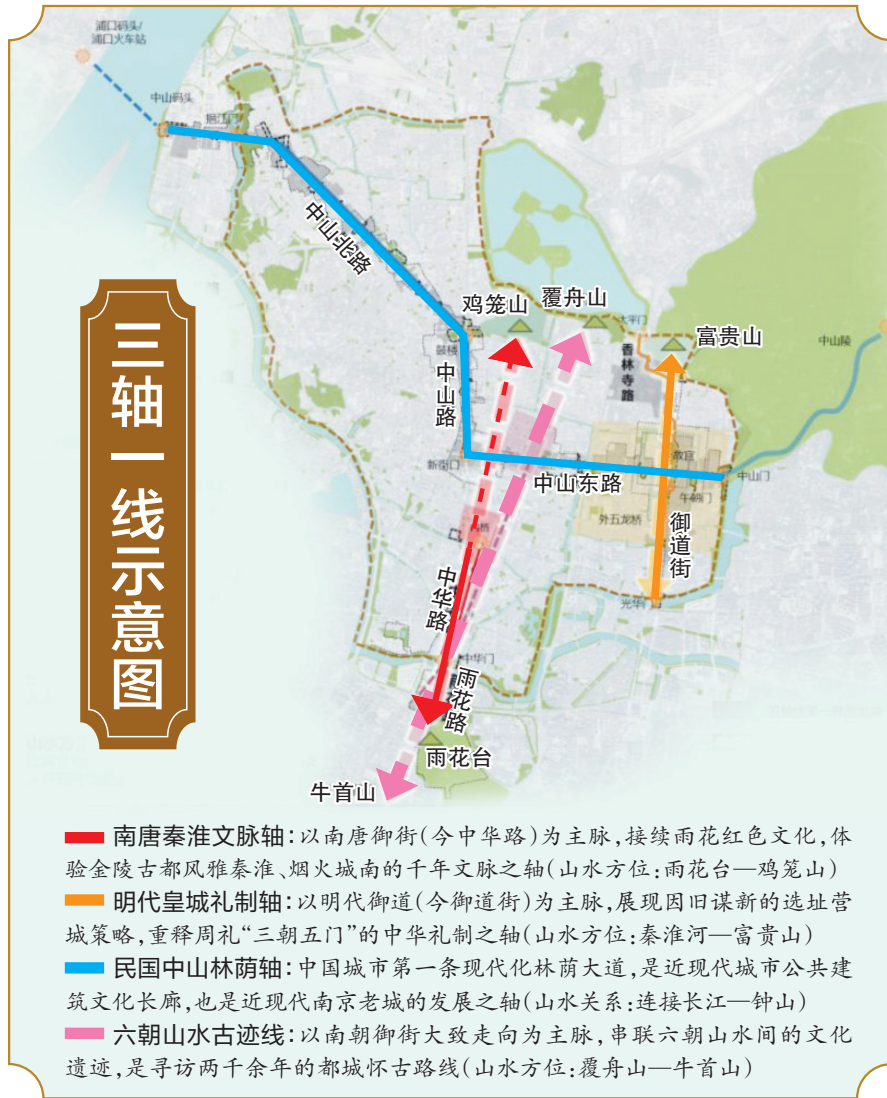 浦口码头/
浦口火车站
中山码头
挹江门
中山北路
鸡笼山
覆舟山
太平门
富贵山
中山陵
鼓楼
香林寺路
中山路
新街口
中山东路
故宫
午朝门
中山门
外五龙桥
御道街
光华门
中华路
中华门
雨花路
雨花台
牛首山
三轴一线示意图
南唐秦淮文脉轴:以南唐御街(今中华路)为主脉,接续雨花红色文化,体
验金陵古都风雅秦淮、烟火城南的千年文脉之轴(山水方位:雨花台—鸡笼山)
明代皇城礼制轴:以明代御道(今御道街)为主脉,展现因旧谋新的选址营
城策略,重释周礼“三朝五门”的中华礼制之轴(山水方位:秦淮河—富贵山)
民国中山林荫轴:中国城市第一条现代化林荫大道,是近现代城市公共建
筑文化长廊,也是近现代南京老城的发展之轴(山水关系:连接长江—钟山)
六朝山水古迹线:以南朝御街大致走向为主脉,串联六朝山水间的文化
遗迹,是寻访两千余年的都城怀古路线(山水方位:覆舟山—牛首山)